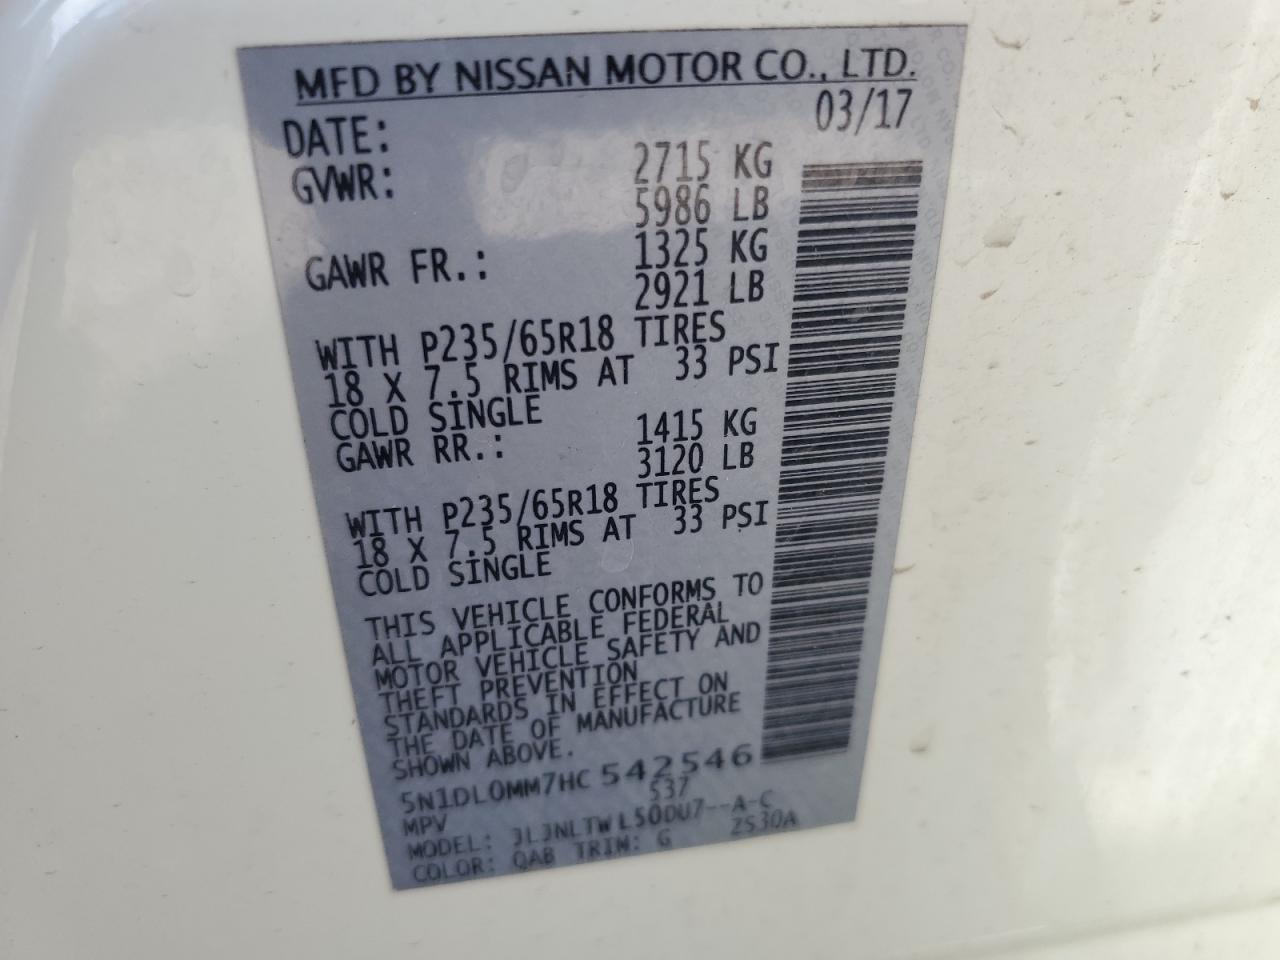 MFD BY NISSAN MOTOR CO., LTD.
DATE: 03/17
GVWR: 2715 KG
5986 LB
GAWR FR.: 1325 KG
2921 LB
WITH P235/65R18 TIRES
18 X 7.5 RIMS AT 33 PSI
COLD SINGLE
GAWR RR.: 1415 KG
3120 LB
WITH P235/65R18 TIRES
18 X 7.5 RIMS AT 33 PSI
COLD SINGLE
THIS VEHICLE CONFORMS TO
ALL APPLICABLE FEDERAL
MOTOR VEHICLE SAFETY AND
THEFT PREVENTION
STANDARDS IN EFFECT ON
THE DATE OF MANUFACTURE
SHOWN ABOVE.
5N1DL0MM7HC 542546
MPV 537
MODEL: JLJNLTWL50DU7--A-C
COLOR: QAB TRIM: G 2S30A